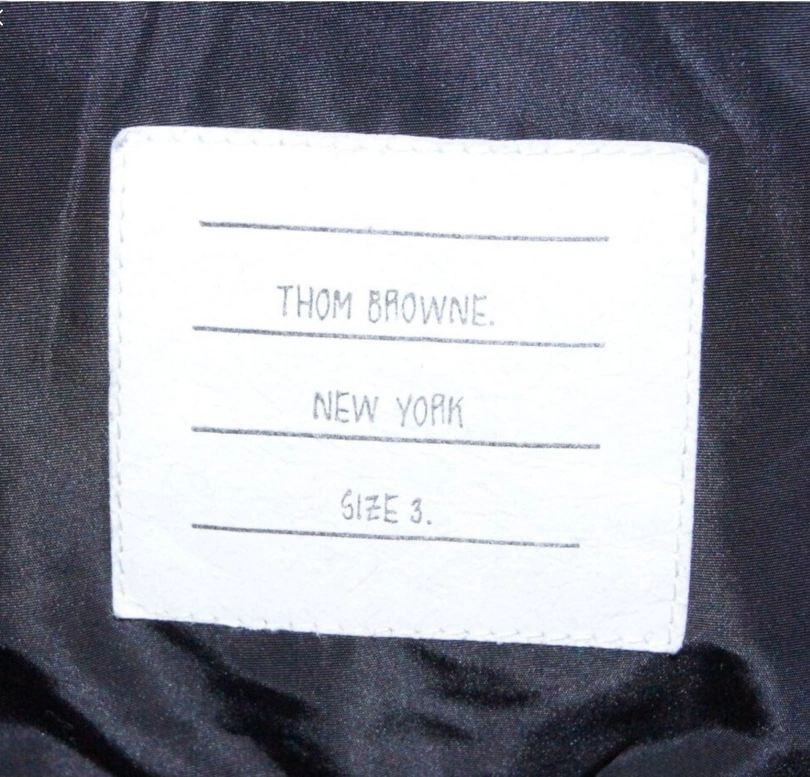 THOM BROWNE.
NEW YORK
SIZE 3.